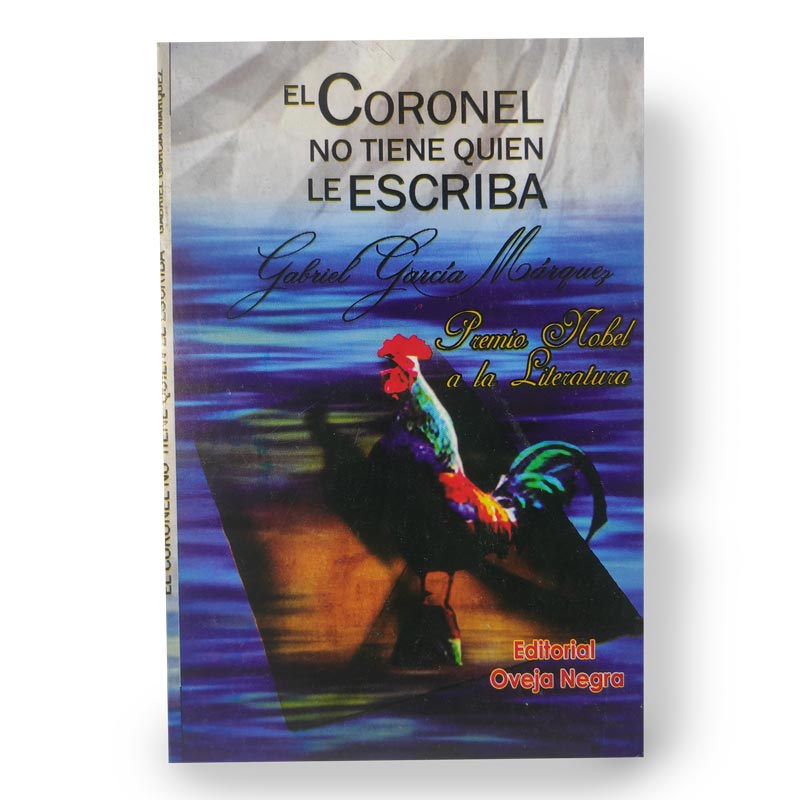 EL CORONEL
NO TIENE QUIEN
LE ESCRIBA
Gabriel García Márquez
Premio Nobel
a la Literatura
Editorial
Oveja Negra
EL CORONEL NO TIENE QUIEN LE ESCRIBA GABRIEL GARCÍA MÁRQUEZ